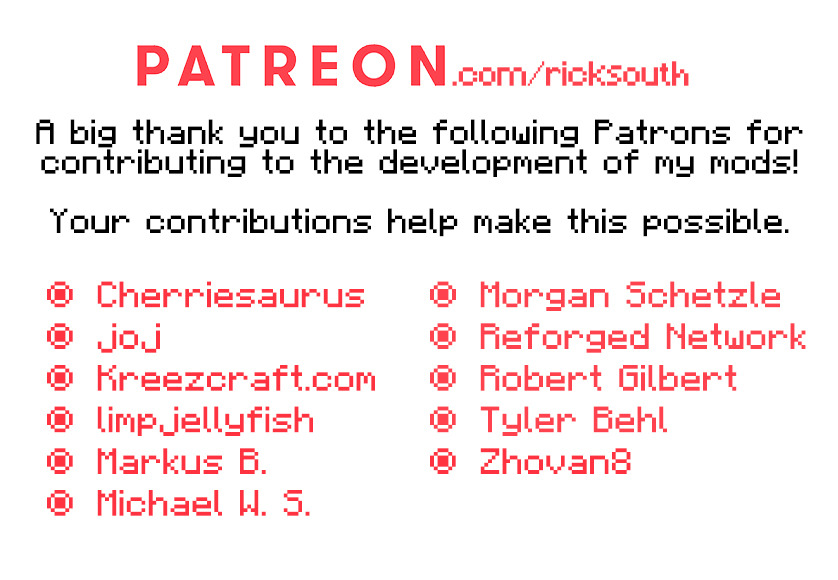 PATREON.com/ricksouth
A big thank you to the following Patrons for
contributing to the development of my mods!
Your contributions help make this possible.
Cherriesaurus
joj
Kreezcraft.com
limpjellyfish
Markus B.
Michael W. S.
Morgan Schetzle
Reforged Network
Robert Gilbert
Tyler Behl
Zhovan8